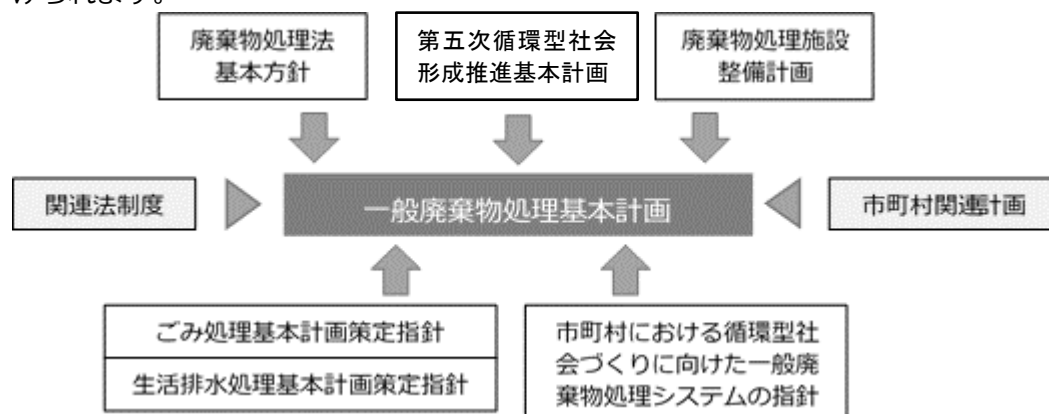 けられます。
廃棄物処理法
基本方針
第五次循環型社会
形成推進基本計画
廃棄物処理施設
整備計画
関連法制度
一般廃棄物処理基本計画
市町村関連計画
ごみ処理基本計画策定指針
生活排水処理基本計画策定指針
市町村における循環型社
会づくりに向けた一般廃
棄物処理システムの指針